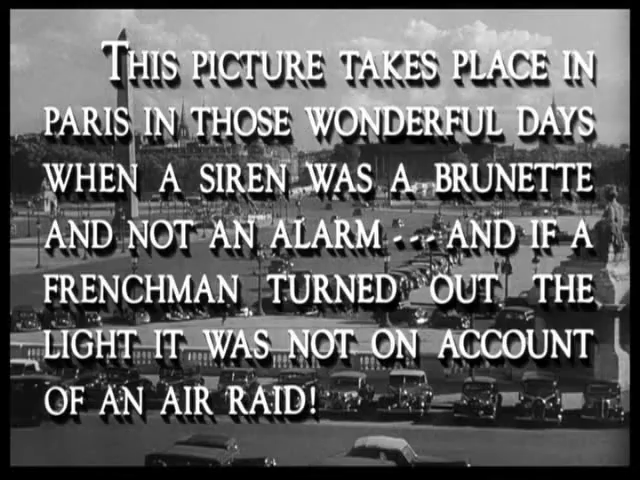 THIS PICTURE TAKES PLACE IN
PARIS IN THOSE WONDERFUL DAYS
WHEN A SIREN WAS A BRUNETTE
AND NOT AN ALARM --- AND IF A
FRENCHMAN TURNED OUT THE
LIGHT IT WAS NOT ON ACCOUNT
OF AN AIR RAID!